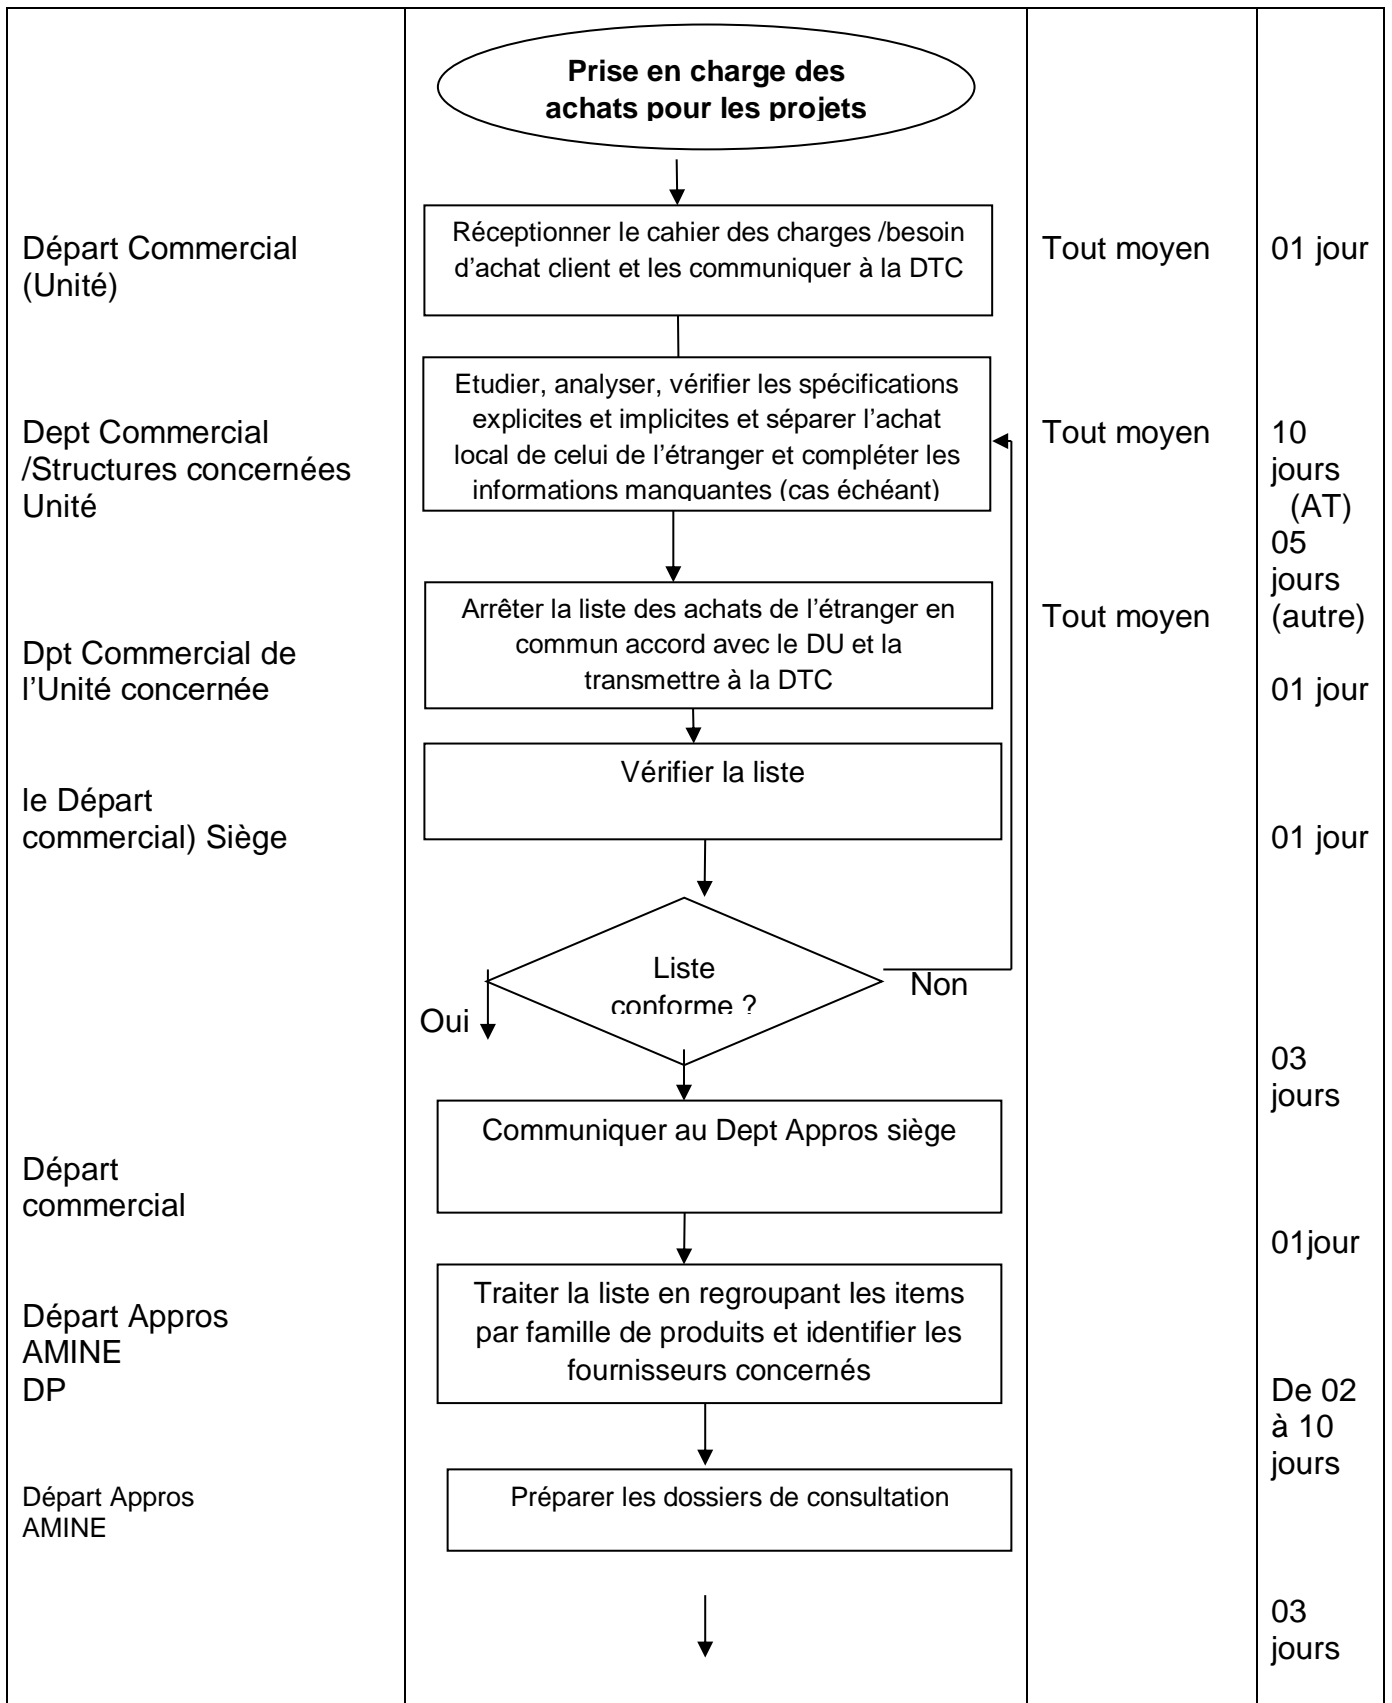 Prise en charge des
achats pour les projets
Départ Commercial
(Unité)
Réceptionner le cahier des charges /besoin
d’achat client et les communiquer à la DTC
Tout moyen
01 jour
Dept Commercial
/Structures concernées
Unité
Etudier, analyser, vérifier les spécifications
explicites et implicites et séparer l’achat
local de celui de l’étranger et compléter les
informations manquantes (cas échéant)
Tout moyen
10
jours
(AT)
05
jours
(autre)
Dpt Commercial de
l’Unité concernée
Arrêter la liste des achats de l’étranger en
commun accord avec le DU et la
transmettre à la DTC
Tout moyen
01 jour
le Départ
commercial) Siège
Vérifier la liste
01 jour
Liste
conforme ?
Non
Oui
03
jours
Départ
commercial
Communiquer au Dept Appros siège
01jour
Départ Appros
AMINE
DP
Traiter la liste en regroupant les items
par famille de produits et identifier les
fournisseurs concernés
De 02
à 10
jours
Départ Appros
AMINE
Préparer les dossiers de consultation
03
jours